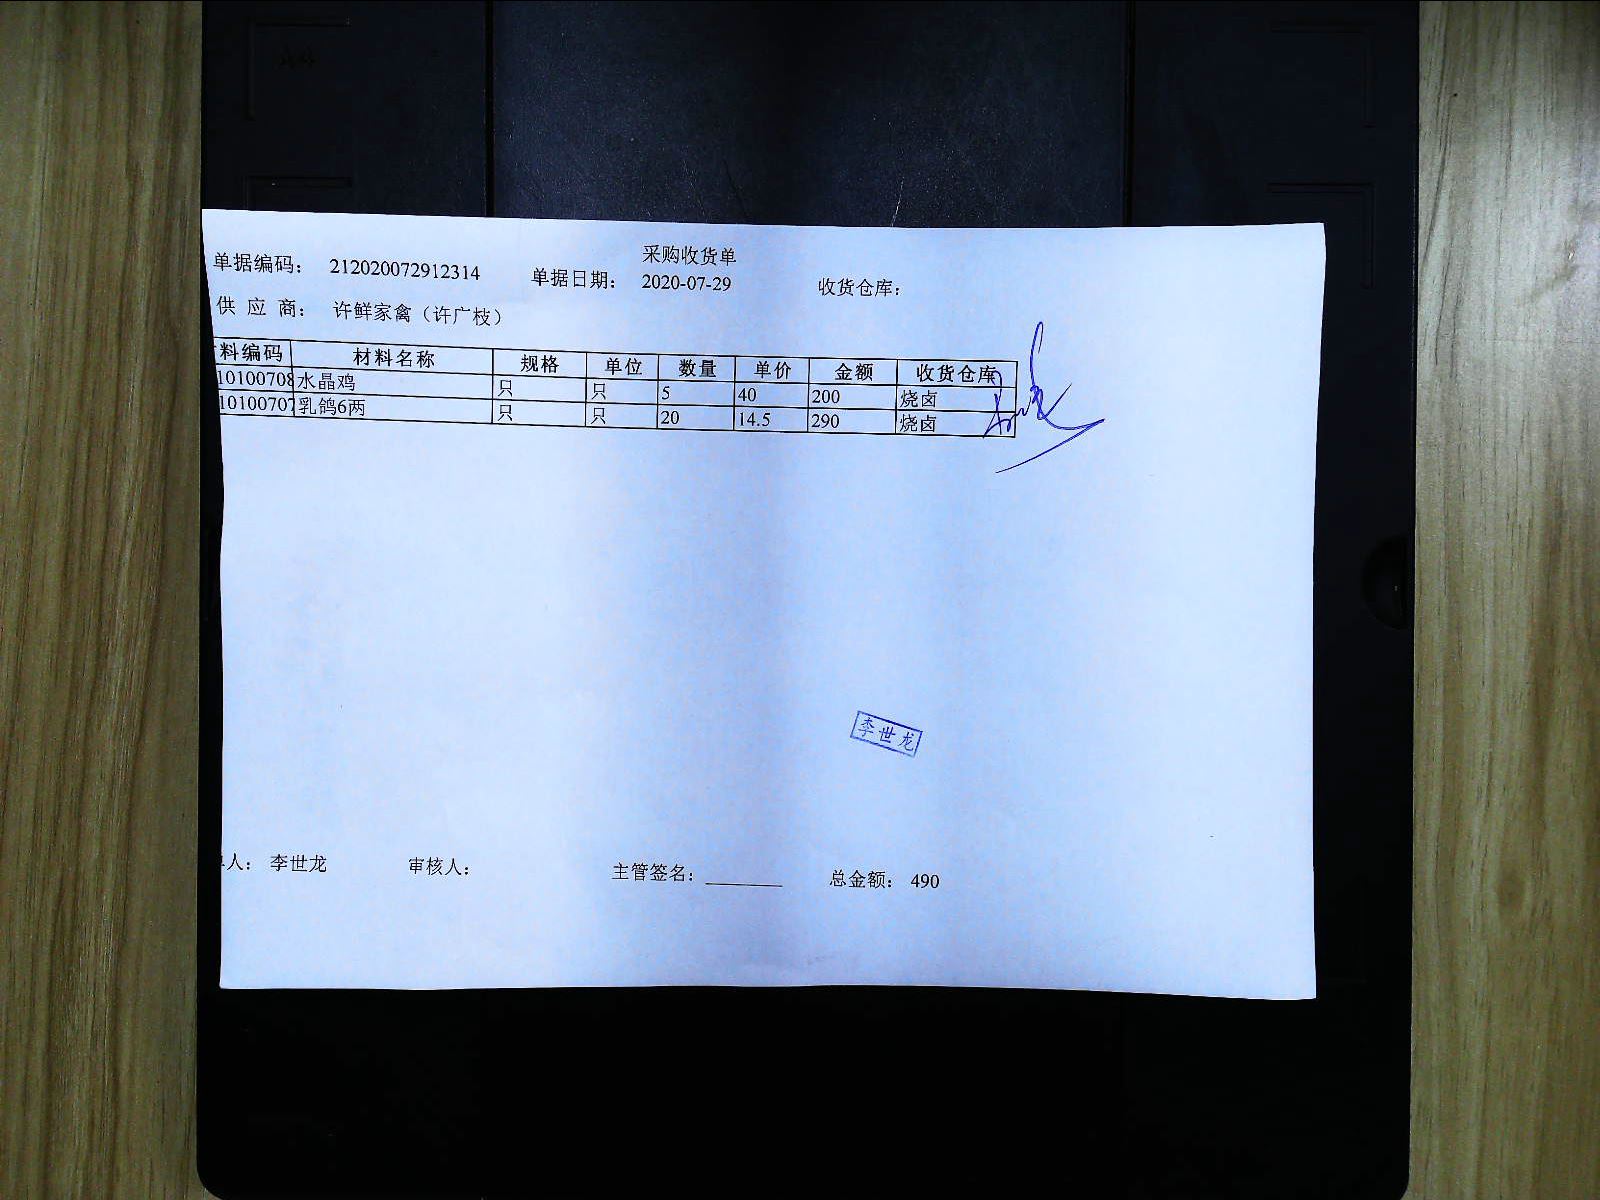 采购收货单
单据编码： 212020072912314 单据日期： 2020-07-29 收货仓库：
供 应 商： 许鲜家禽（许广枝）
料编码 材料名称 规格 单位 数量 单价 金额 收货仓库
10100708 水晶鸡 只 只 5 40 200 烧卤
10100707 乳鸽6两 只 只 20 14.5 290 烧卤
李世龙
人： 李世龙 审核人： 主管签名： 总金额： 490